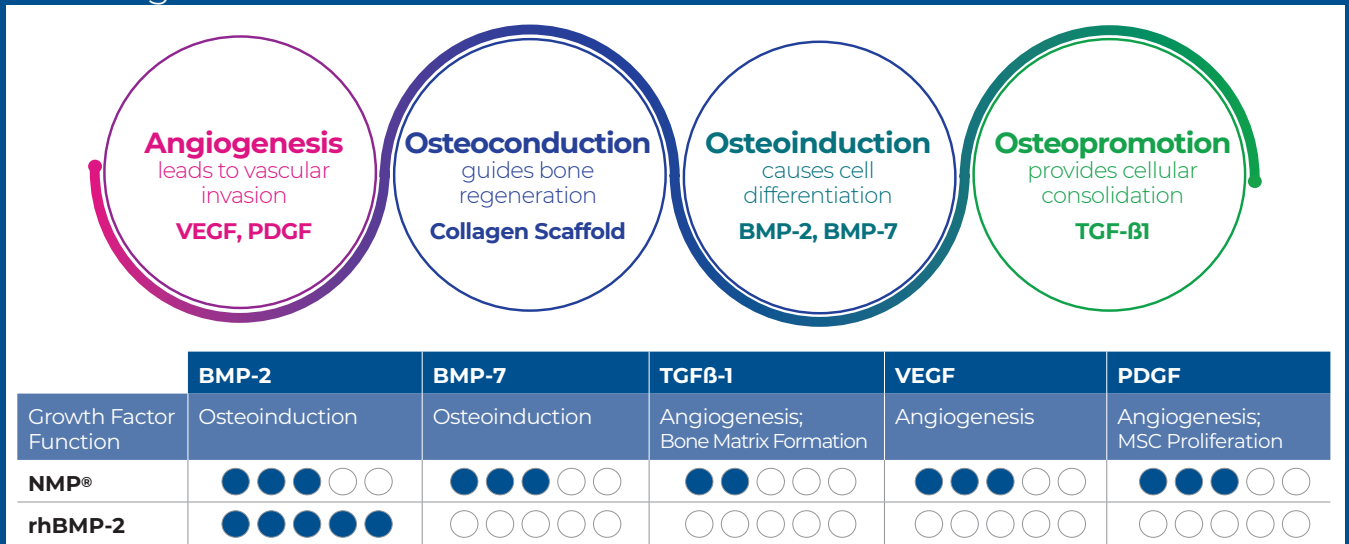 Angiogenesis
leads to vascular
invasion
VEGF, PDGF
Osteoconduction
guides bone
regeneration
Collagen Scaffold
Osteoinduction
causes cell
differentiation
BMP-2, BMP-7
Osteopromotion
provides cellular
consolidation
TGF-ß1
BMP-2 BMP-7 TGFß-1 VEGF PDGF
Growth Factor
Function
Osteoinduction
Osteoinduction
Angiogenesis;
Bone Matrix Formation
Angiogenesis
Angiogenesis;
MSC Proliferation
NMP®
rhBMP-2